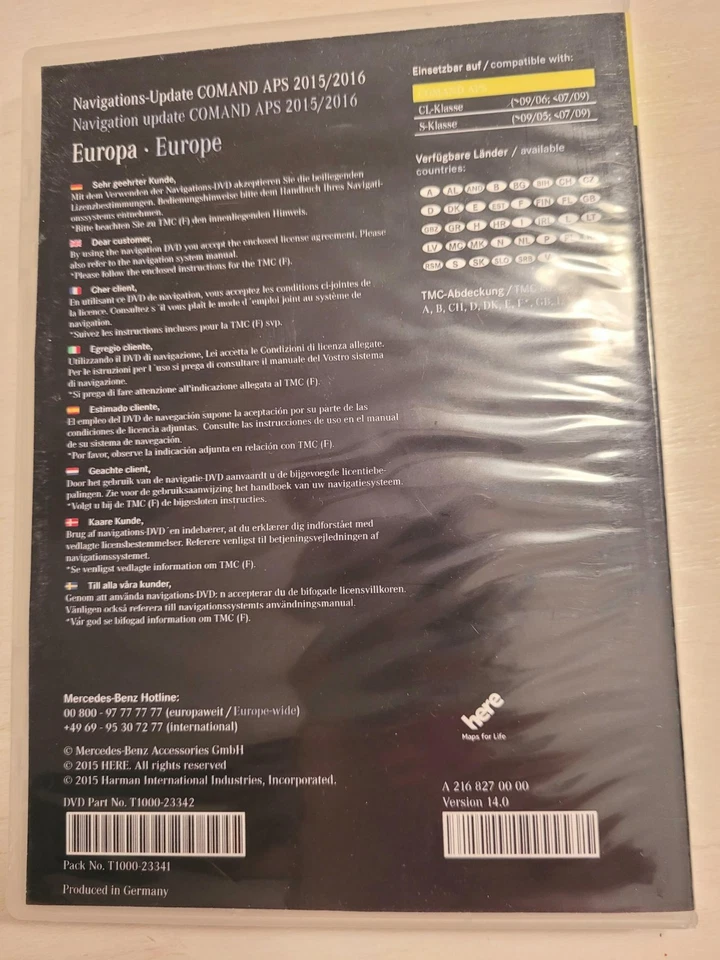 Navigations-Update COMAND APS 2015/2016
Navigation update COMAND APS 2015/2016
Europa · Europe
Sehr geehrter Kunde,
Mit dem Verwenden der Navigations-DVD akzeptieren Sie die beiliegenden
Lizenzbestimmungen. Bedienungshinweise bitte dem Handbuch Ihres Navigati-
onssystems entnehmen.
*Bitte beachten Sie zu TMC (F) den innenliegenden Hinweis.
Dear customer,
By using the navigation DVD you accept the enclosed license agreement. Please
also refer to the navigation system manual.
*Please follow the enclosed instructions for the TMC (F).
Cher client,
En utilisant ce DVD de navigation, vous acceptez les conditions ci-jointes de
la licence. Consultez s´il vous plaît le mode d´emploi joint au système de
navigation.
*Suivez les instructions incluses pour la TMC (F) svp.
Egregio cliente,
Utilizzando il DVD di navigazione, Lei accetta le Condizioni di licenza allegate.
Per le istruzioni per l´uso si prega di consultare il manuale del Vostro sistema
di navigazione.
*Si prega di fare attenzione all'indicazione allegata al TMC (F).
Estimado cliente,
El empleo del DVD de navegación supone la aceptación por su parte de las
condiciones de licencia adjuntas. Consulte las instrucciones de uso en el manual
de su sistema de navegación.
*Por favor, observe la indicación adjunta en relación con TMC (F).
Geachte client,
Door het gebruik van de navigatie-DVD aanvaardt u de bijgevoegde licentiebe-
palingen. Zie voor de gebruiksaanwijzing het handboek van uw navigatiesysteem.
*Volgt u bij de TMC (F) de bijgesloten instructies.
Kaare Kunde,
Brug af navigations-DVD´en indebærer, at du erklærer dig indforstået med
vedlagte licensbestemmelser. Referere venligst til betjeningsvejledningen af
navigationssystemet.
*Se venligst vedlagte information om TMC (F).
Till alla våra kunder,
Genom att använda navigations-DVD: n accepterar du de bifogade licensvillkoren.
Vänligen också referera till navigationssystemts användningsmanual.
*Vår god se bifogad information om TMC (F).
Mercedes-Benz Hotline:
00 800 - 97 77 77 77 (europaweit / Europe-wide)
+49 69 - 95 30 72 77 (international)
© Mercedes-Benz Accessories GmbH
© 2015 HERE. All rights reserved
© 2015 Harman International Industries, Incorporated.
DVD Part No. T1000-23342
Pack No. T1000-23341
Produced in Germany
Einsetzbar auf / compatible with:
COMAND APS
CL-Klasse (>09/06; <07/09)
S-Klasse (>09/05; <07/09)
Verfügbare Länder / available
countries:
A AL AND B BG BIH CH CZ
D DK E EST F FIN FL GB
GBZ GR H HR I IRL L LT
LV MC MK N NL P
RSM S SK SLO SRB V
TMC-Abdeckung / TMC
A, B, CH, D, DK, E, F*, GB, I,
here
Maps for Life
A 216 827 00 00
Version 14.0